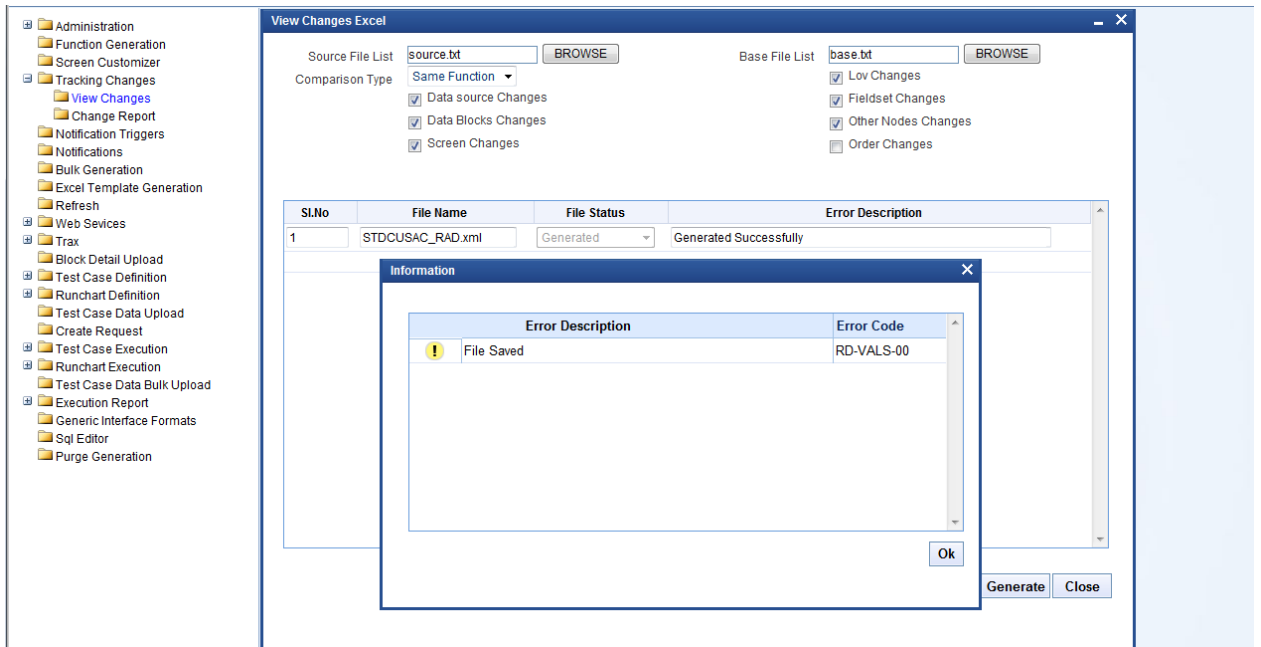 Administration
Function Generation
Screen Customizer
Tracking Changes
View Changes
Change Report
Notification Triggers
Notifications
Bulk Generation
Excel Template Generation
Refresh
Web Sevices
Trax
Block Detail Upload
Test Case Definition
Runchart Definition
Test Case Data Upload
Create Request
Test Case Execution
Runchart Execution
Test Case Data Bulk Upload
Execution Report
Generic Interface Formats
Sql Editor
Purge Generation
View Changes Excel
Source File List source.txt BROWSE Base File List base.txt BROWSE
Comparison Type Same Function Lov Changes
Data source Changes Fieldset Changes
Data Blocks Changes Other Nodes Changes
Screen Changes Order Changes
Sl.No File Name File Status Error Description
1 STDCUSAC_RAD.xml Generated Generated Successfully
Information
Error Description Error Code
File Saved RD-VALS-00
Ok
Generate Close